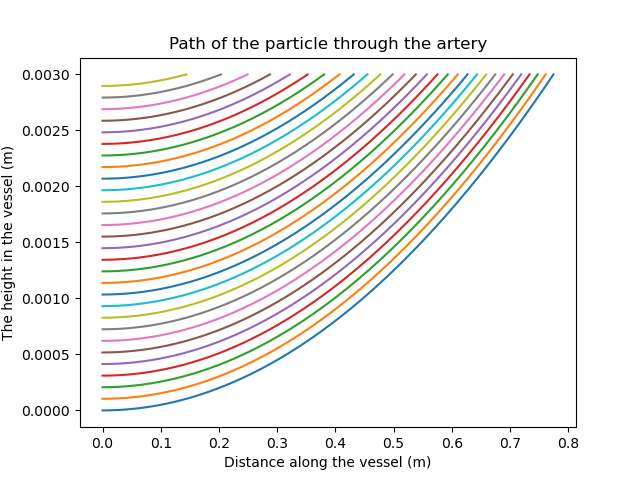 Path of the particle through the artery
The height in the vessel (m)
0.0030
0.0025
0.0020
0.0015
0.0010
0.0005
0.0000
0.0 0.1 0.2 0.3 0.4 0.5 0.6 0.7 0.8
Distance along the vessel (m)